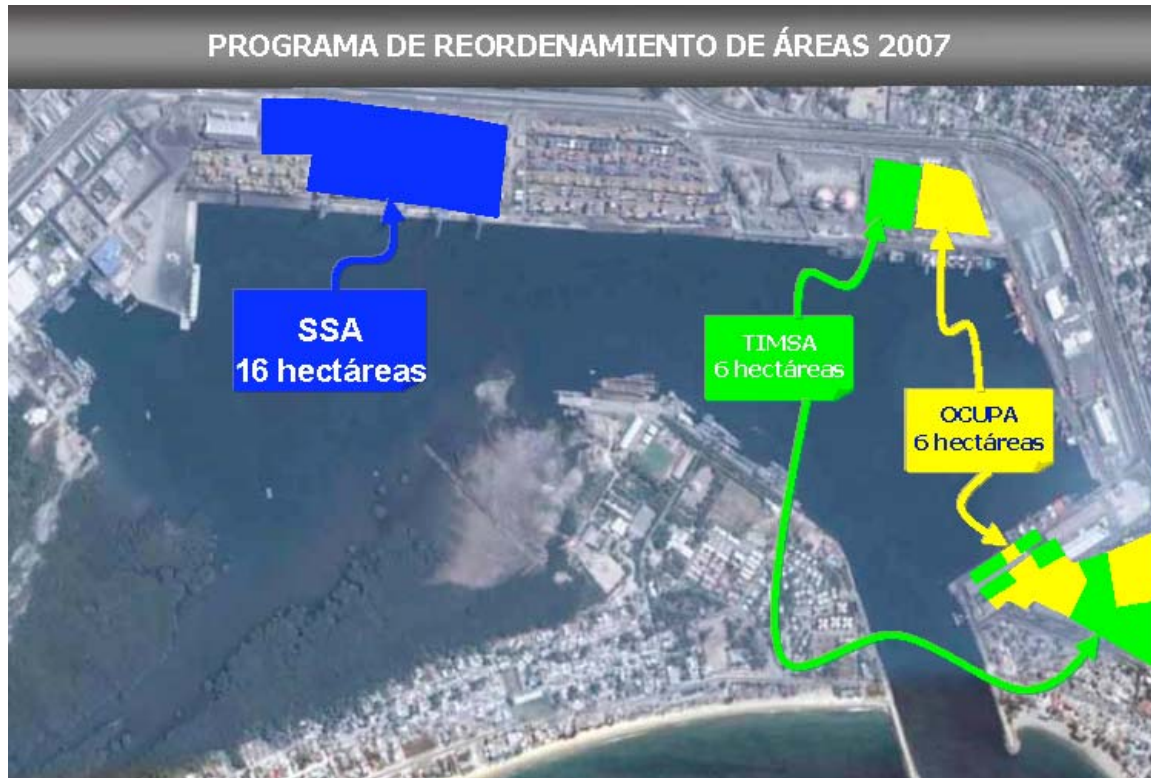 PROGRAMA DE REORDENAMIENTO DE ÁREAS 2007
SSA
16 hectáreas
TIMSA
6 hectáreas
OCUPA
6 hectáreas